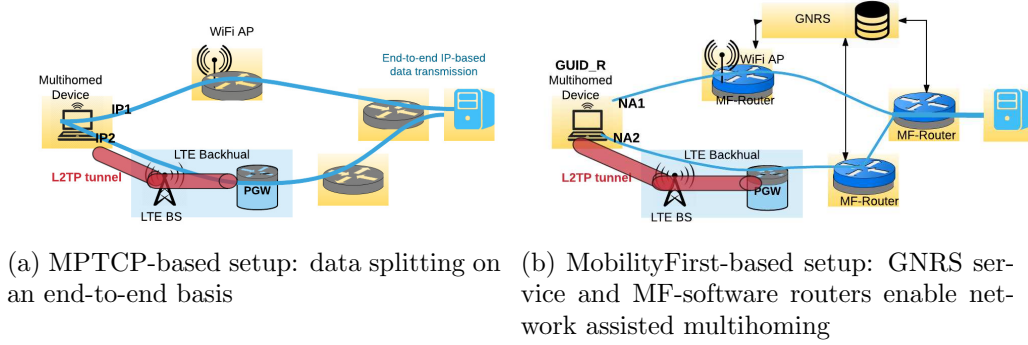 WiFi AP
End-to-end IP-based
data transmission
Multihomed
Device
IP1
IP2
LTE Backhual
L2TP tunnel
PGW
LTE BS
GNRS
WiFi AP
GUID_R
Multihomed
Device
NA1
MF-Router
NA2
MF-Router
LTE Backhual
L2TP tunnel
PGW
MF-Router
LTE BS
(a) MPTCP-based setup: data splitting on
an end-to-end basis
(b) MobilityFirst-based setup: GNRS ser-
vice and MF-software routers enable net-
work assisted multihoming